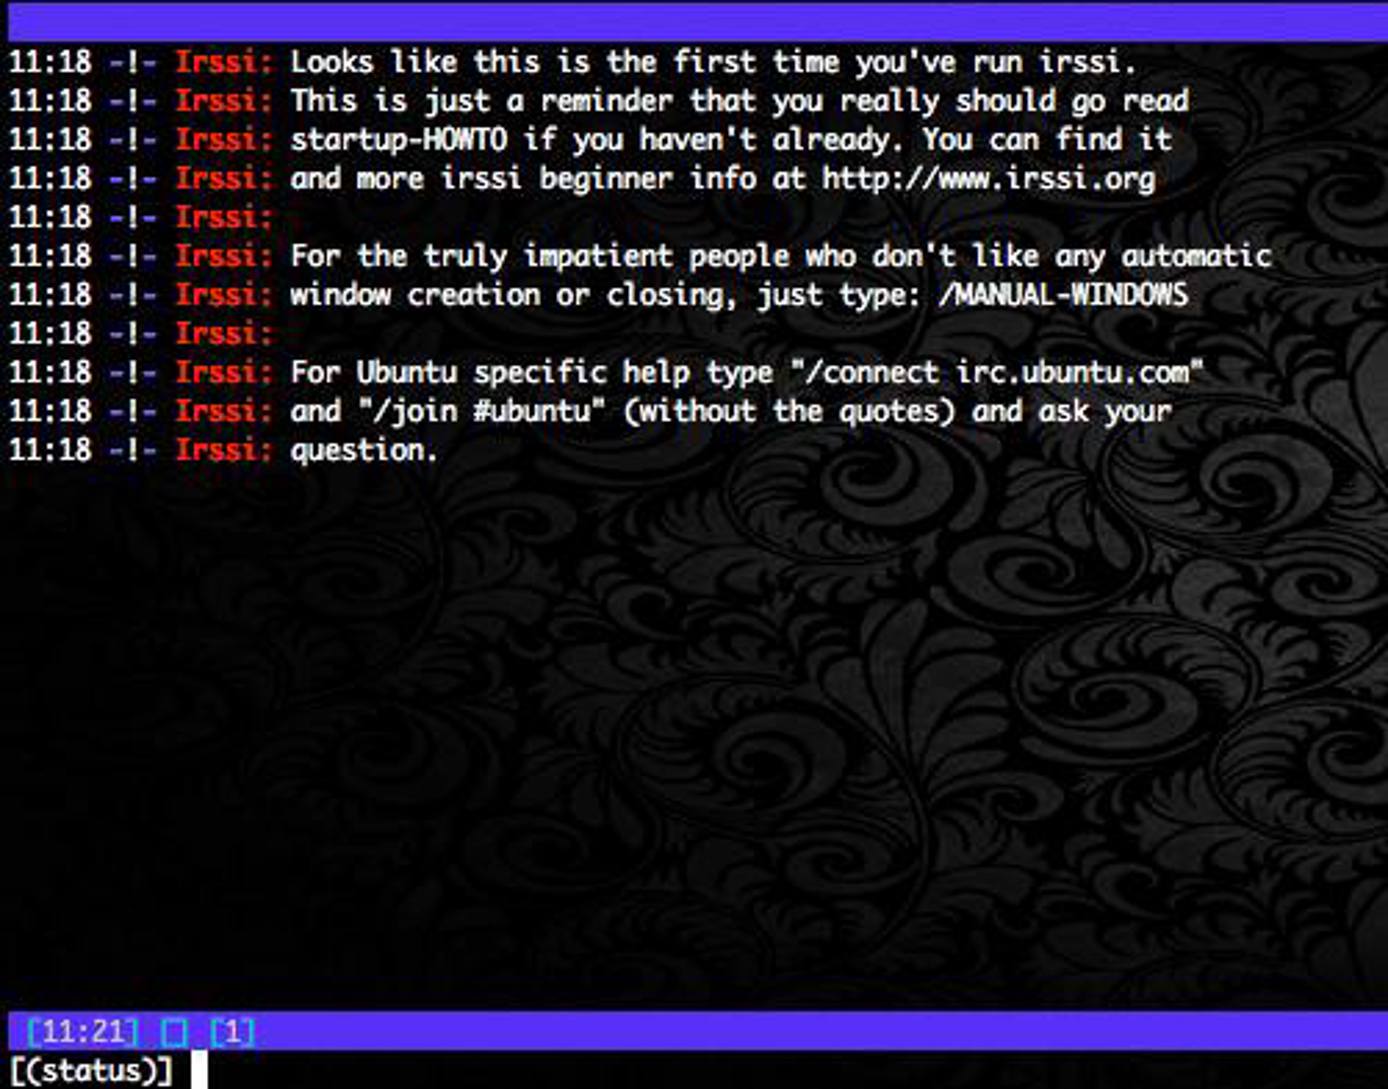 11:18 -!- Irssi: Looks like this is the first time you've run irssi.
11:18 -!- Irssi: This is just a reminder that you really should go read
11:18 -!- Irssi: startup-HOWTO if you haven't already. You can find it
11:18 -!- Irssi: and more irssi beginner info at http://www.irssi.org
11:18 -!- Irssi:
11:18 -!- Irssi: For the truly impatient people who don't like any automatic
11:18 -!- Irssi: window creation or closing, just type: /MANUAL-WINDOWS
11:18 -!- Irssi:
11:18 -!- Irssi: For Ubuntu specific help type "/connect irc.ubuntu.com"
11:18 -!- Irssi: and "/join #ubuntu" (without the quotes) and ask your
11:18 -!- Irssi: question.
[11:21] [] [1]
[(status)]